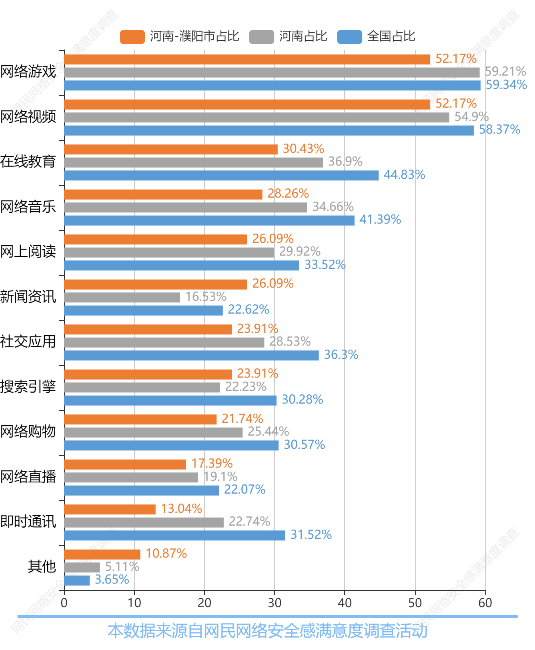 河南-濮阳市占比 河南占比 全国占比
网络游戏 52.17% 59.21% 59.34%
网络视频 52.17% 54.9% 58.37%
在线教育 30.43% 36.9% 44.83%
网络音乐 28.26% 34.66% 41.39%
网上阅读 26.09% 29.92% 33.52%
新闻资讯 26.09% 16.53% 22.62%
社交应用 23.91% 28.53% 36.3%
搜索引擎 23.91% 22.23% 30.28%
网络购物 21.74% 25.44% 30.57%
网络直播 17.39% 19.1% 22.07%
即时通讯 13.04% 22.74% 31.52%
其他 10.87% 5.11% 3.65%
0 10 20 30 40 50 60
本数据来源自网民网络安全感满意度调查活动